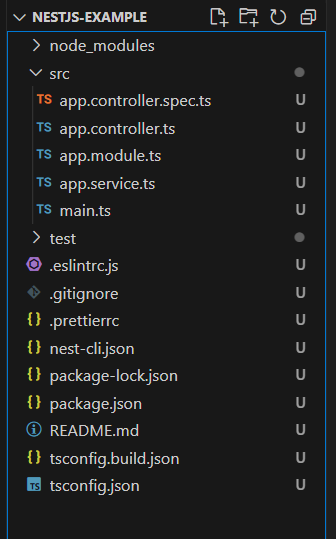 NESTJS-EXAMPLE
node_modules
src
TS app.controller.spec.ts U
TS app.controller.ts U
TS app.module.ts U
TS app.service.ts U
TS main.ts U
test
.eslintrc.js U
.gitignore U
{} .prettierrc U
{} nest-cli.json U
{} package-lock.json U
{} package.json U
README.md U
{} tsconfig.build.json U
TS tsconfig.json U